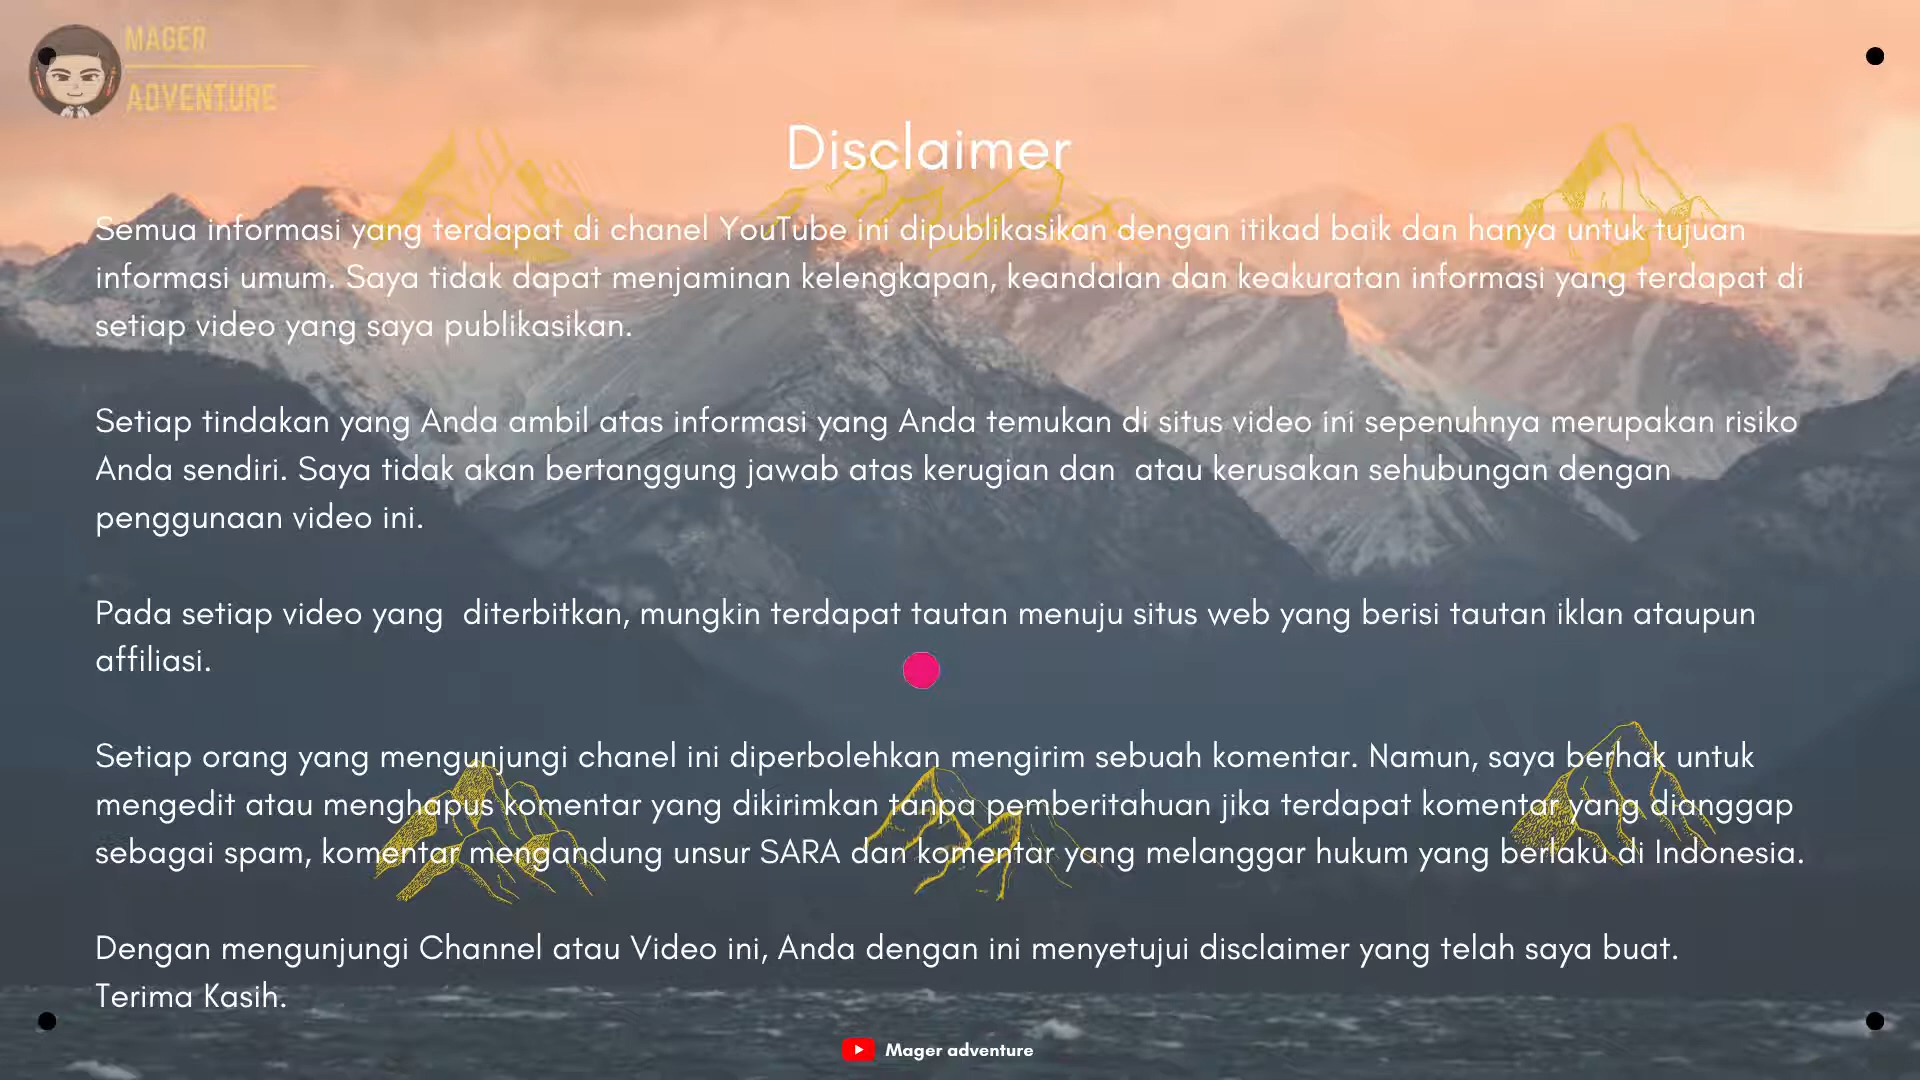 MAGER
ADVENTURE
Disclaimer
Semua informasi yang terdapat di chanel YouTube ini dipublikasikan dengan itikad baik dan hanya untuk tujuan
informasi umum. Saya tidak dapat menjaminan kelengkapan, keandalan dan keakuratan informasi yang terdapat di
setiap video yang saya publikasikan.
Setiap tindakan yang Anda ambil atas informasi yang Anda temukan di situs video ini sepenuhnya merupakan risiko
Anda sendiri. Saya tidak akan bertanggung jawab atas kerugian dan  atau kerusakan sehubungan dengan
penggunaan video ini.
Pada setiap video yang  diterbitkan, mungkin terdapat tautan menuju situs web yang berisi tautan iklan ataupun
affiliasi.
Setiap orang yang mengunjungi chanel ini diperbolehkan mengirim sebuah komentar. Namun, saya berhak untuk
mengedit atau menghapus komentar yang dikirimkan tanpa pemberitahuan jika terdapat komentar yang dianggap
sebagai spam, komentar mengandung unsur SARA dan komentar yang melanggar hukum yang berlaku di Indonesia.
Dengan mengunjungi Channel atau Video ini, Anda dengan ini menyetujui disclaimer yang telah saya buat.
Terima Kasih.
Mager adventure